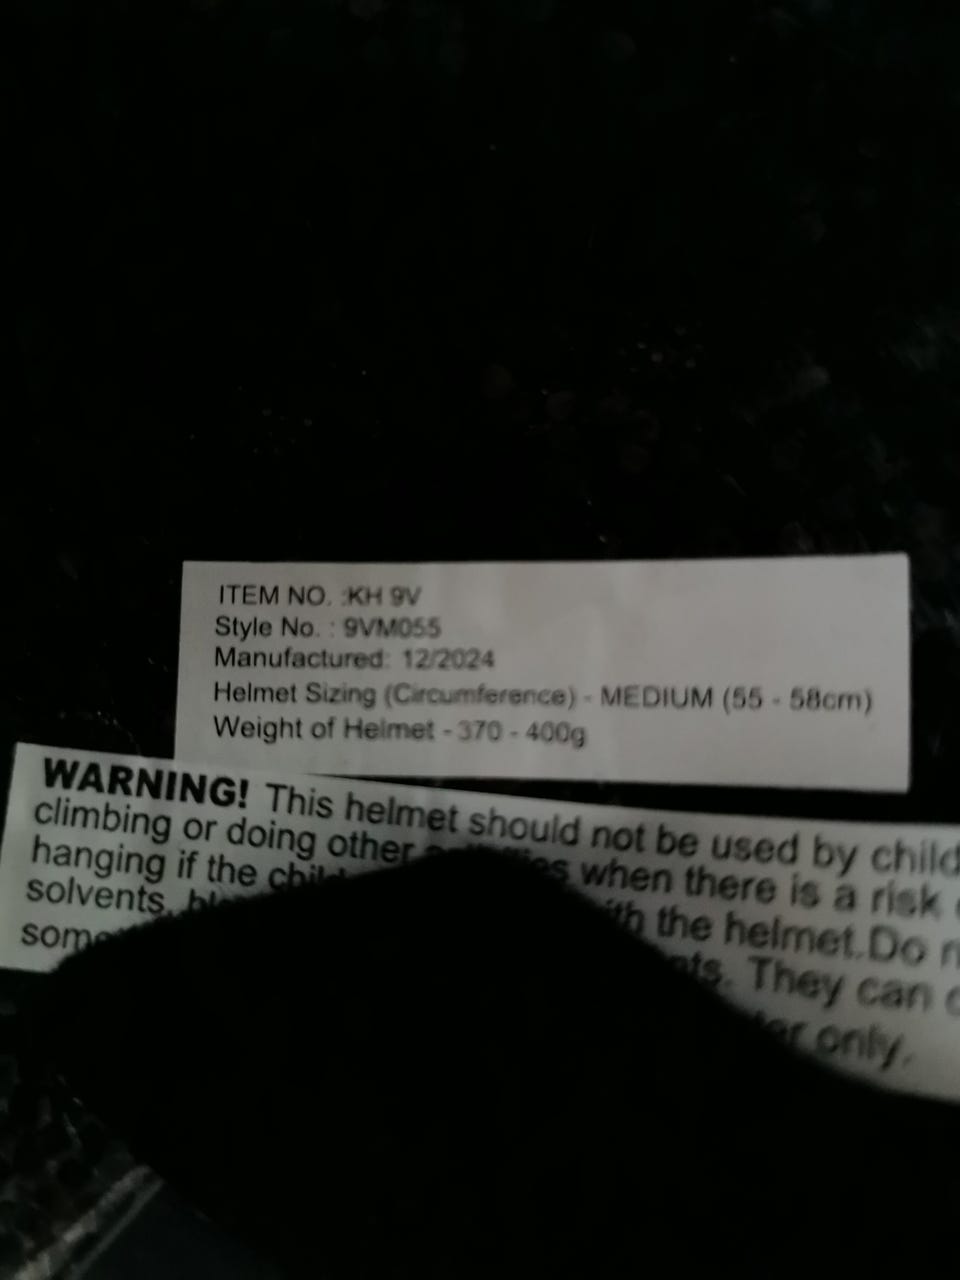 ITEM NO. :KH 9V
Style No. : 9VM055
Manufactured: 12/2024
Helmet Sizing (Circumference) - MEDIUM (55 - 58cm)
Weight of Helmet - 370 - 400g
WARNING! This helmet should not be used by child
climbing or doing other when there is a risk
hanging if the with the helmet.Do
solvents, They can
only.